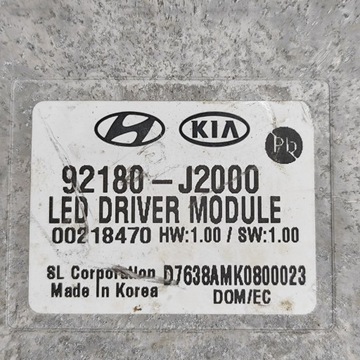 KIA
Pb
92180-J2000
LED DRIVER MODULE
00218470 HW:1.00 / SW:1.00
SL Corporation D7638AMK0800023
Made in Korea DOM/EC